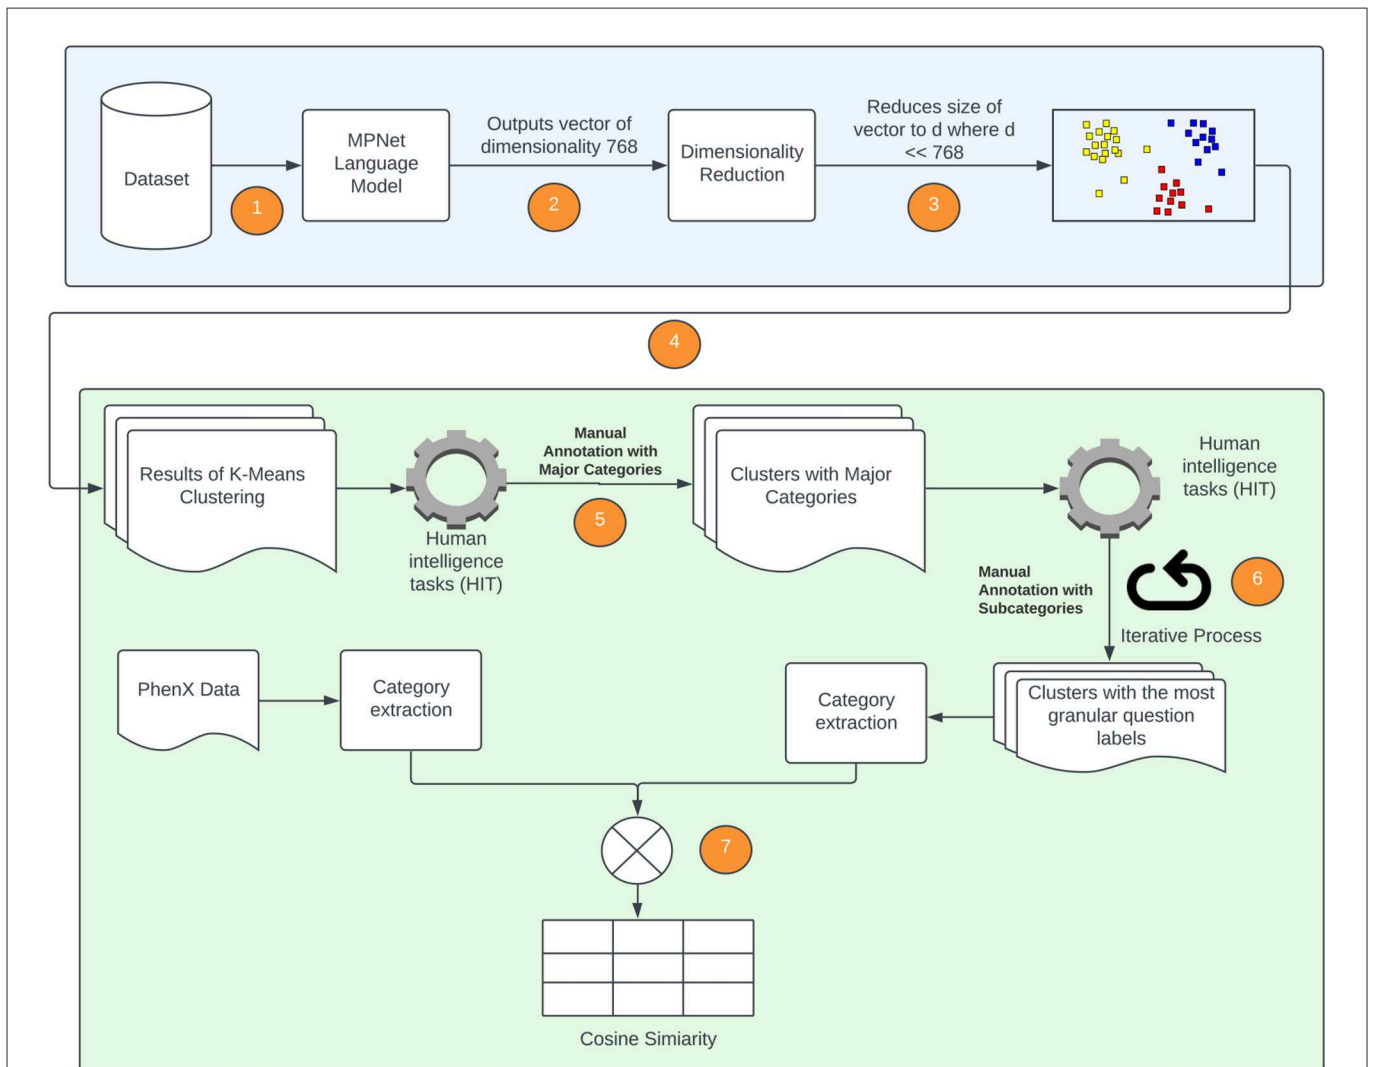 Dataset
1
MPNet
Language
Model
Outputs vector of
dimensionality 768
2
Dimensionality
Reduction
Reduces size of
vector to d where d
<< 768
3
4
Results of K-Means
Clustering
Human
intelligence
tasks (HIT)
Manual
Annotation with
Major Categories
5
Clusters with Major
Categories
Human
intelligence
tasks (HIT)
Manual
Annotation with
Subcategories
6
Iterative Process
Clusters with the most
granular question
labels
Category
extraction
PhenX Data
Category
extraction
7
Cosine Simiarity